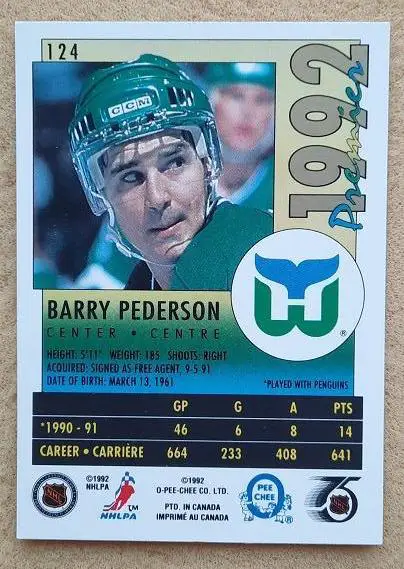 124
1992
Premier
CCM
BARRY PEDERSON
CENTER • CENTRE
HEIGHT: 5'11" WEIGHT: 185 SHOOTS: RIGHT
ACQUIRED: SIGNED AS FREE AGENT, 9-5-91
DATE OF BIRTH: MARCH 13, 1961
*PLAYED WITH PENGUINS
®
GP G A PTS
*1990 - 91 46 6 8 14
CAREER • CARRIÈRE 664 233 408 641
NHL
©1992
NHLPA
NHLPA
©1992
O-PEE-CHEE CO. LTD.
PTD. IN CANADA
IMPRIMÉ AU CANADA
O PEE CHEE
75
NHL